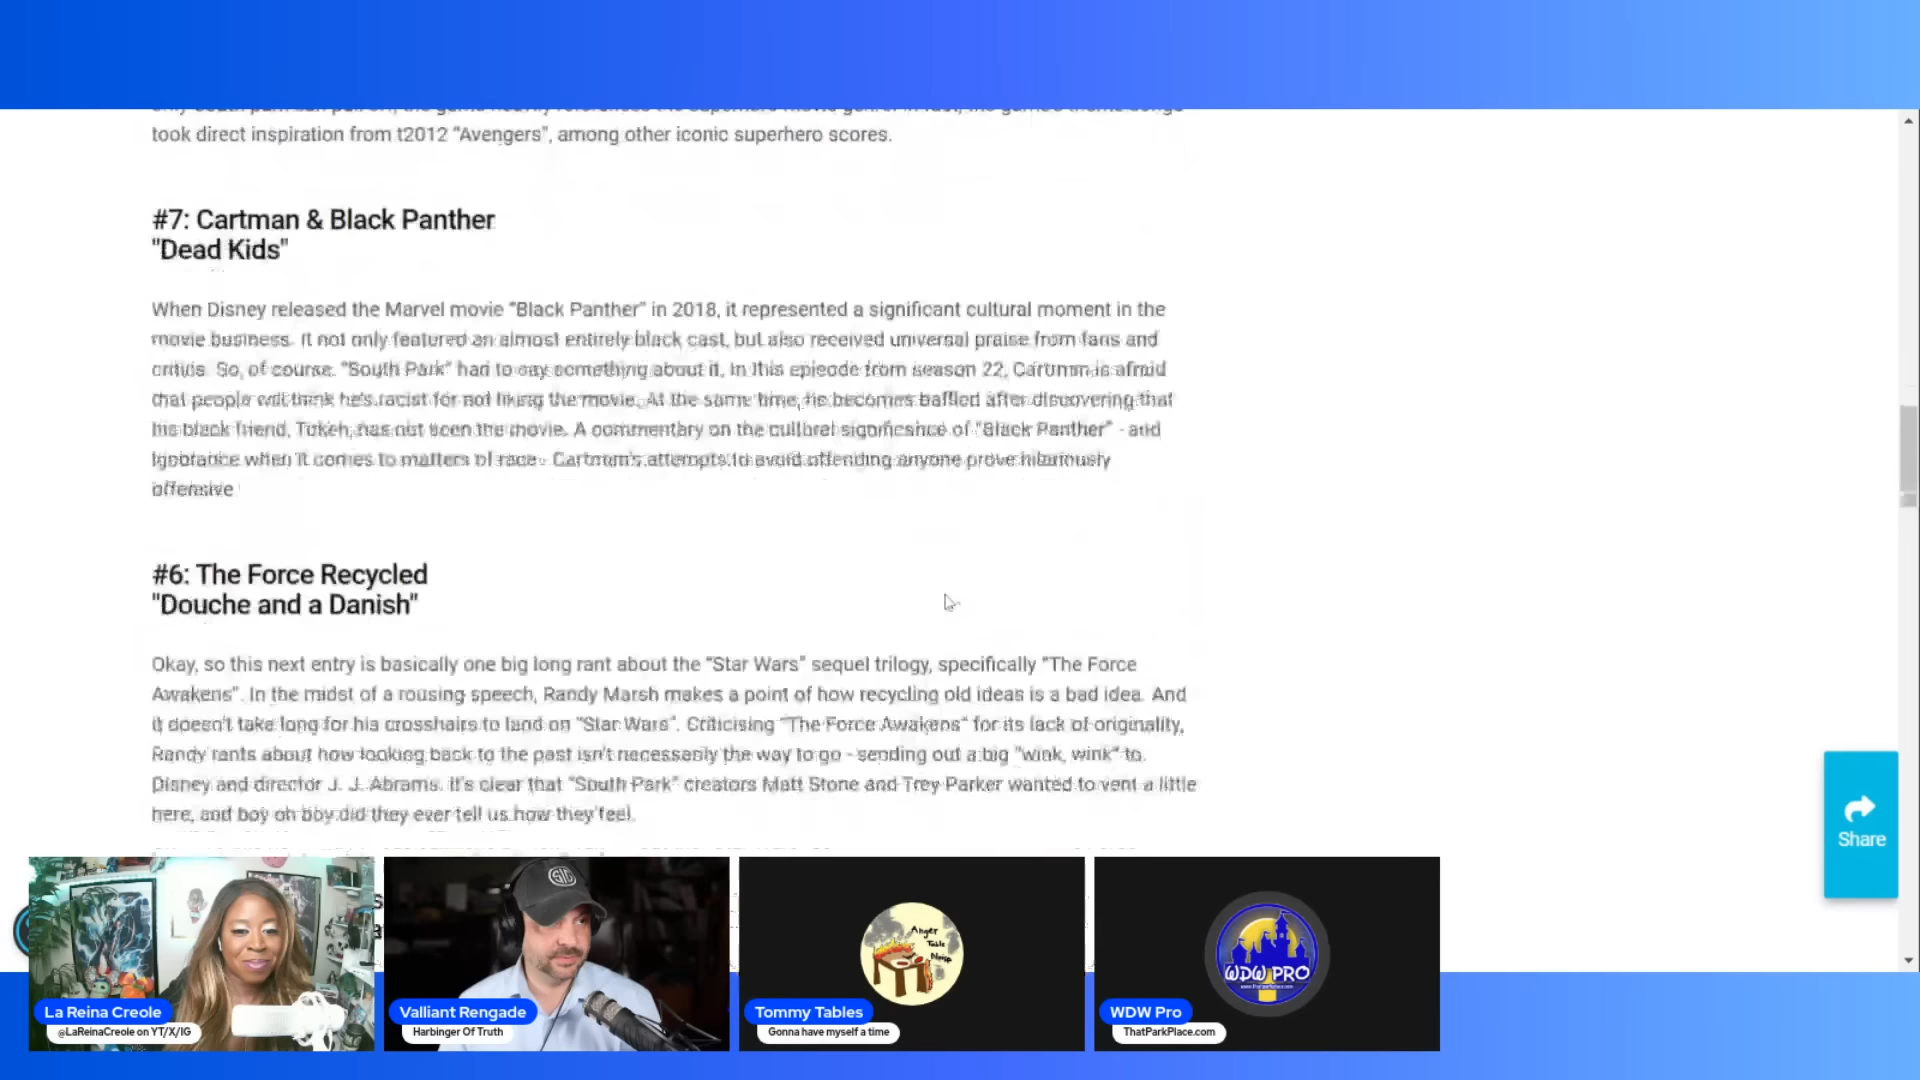 took direct inspiration from t2012 "Avengers", among other iconic superhero scores.
#7: Cartman & Black Panther
"Dead Kids"
When Disney released the Marvel movie "Black Panther" in 2018, it represented a significant cultural moment in the
movie business. It not only featured an almost entirely black cast, but also received universal praise from fans and
critics. So, of course, "South Park" had to say something about it. In this episode from season 22, Cartman is afraid
that people will think he's racist for not liking the movie. At the same time, he becomes baffled after discovering that
his black friend, Token, has not seen the movie. A commentary on the cultural significance of "Black Panther" - and
ignorance when it comes to matters of race - Cartman's attempts to avoid offending anyone prove hilariously
offensive
#6: The Force Recycled
"Douche and a Danish"
Okay, so this next entry is basically one big long rant about the "Star Wars" sequel trilogy, specifically "The Force
Awakens". In the midst of a rousing speech, Randy Marsh makes a point of how recycling old ideas is a bad idea. And
it doesn't take long for his crosshairs to land on "Star Wars". Criticising "The Force Awakens" for its lack of originality,
Randy rants about how looking back to the past isn't necessarily the way to go - sending out a big "wink, wink" to
Disney and director J. J. Abrams. It's clear that "South Park" creators Matt Stone and Trey Parker wanted to vent a little
here, and boy oh boy did they ever tell us how they feel.
Share
La Reina Creole
@LaReinaCreole on YT/X/IG
Valliant Rengade
Harbinger Of Truth
Anger
Table
Noisp
Tommy Tables
Gonna have myself a time
WDW PRO
WDW Pro
ThatParkPlace.com